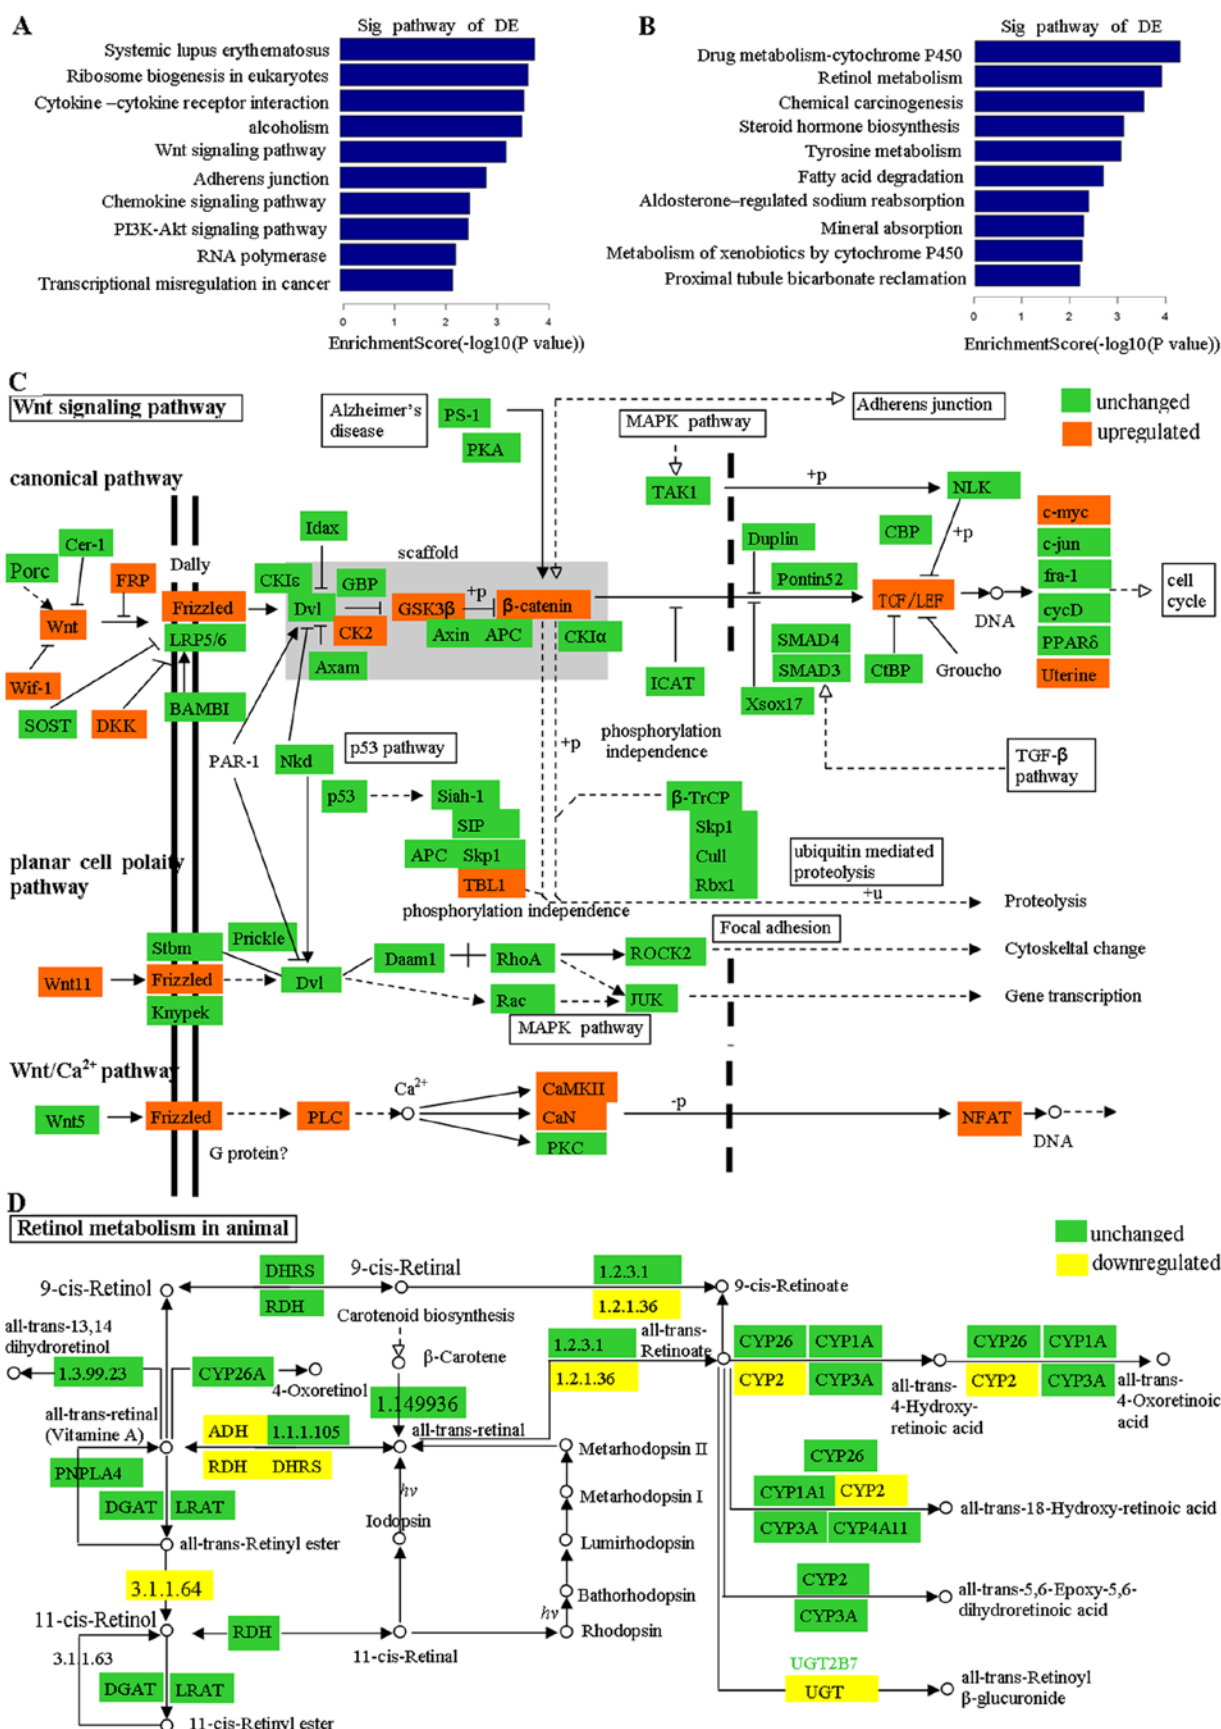 A
Sig pathway of DE
Systemic lupus erythematosus
Ribosome biogenesis in eukaryotes
Cytokine –cytokine receptor interaction
alcoholism
Wnt signaling pathway
Adherens junction
Chemokine signaling pathway
PI3K-Akt signaling pathway
RNA polymerase
Transcriptional misregulation in cancer
0 1 2 3 4
EnrichmentScore(-log10(P value))
B
Sig pathway of DE
Drug metabolism-cytochrome P450
Retinol metabolism
Chemical carcinogenesis
Steroid hormone biosynthesis
Tyrosine metabolism
Fatty acid degradation
Aldosterone–regulated sodium reabsorption
Mineral absorption
Metabolism of xenobiotics by cytochrome P450
Proximal tubule bicarbonate reclamation
0 1 2 3 4
EnrichmentScore(-log10(P value))
C
Wnt signaling pathway
Alzheimer's
disease
PS-1
PKA
MAPK pathway
Adherens junction
unchanged
upregulated
canonical pathway
TAK1
+p
NLK
Idax
scaffold
Cer-1
Porc
FRP
Dally
Wnt
Frizzled
LRP5/6
Wif-1
SOST
DKK
BAMBI
CKIε
GBP
Dvl
CK2
Axam
GSK3β
+p
β-catenin
Axin APC
CKIα
ICAT
Duplin
Pontin52
SMAD4
SMAD3
Xsox17
CBP
+p
TCF/LEF
CtBP
Groucho
DNA
c-myc
c-jun
fra-1
cycD
PPARδ
Uterine
cell
cycle
PAR-1
Nkd
p53 pathway
+p
phosphorylation
independence
TGF-β
pathway
p53
Siah-1
SIP
APC Skp1
TBL1
phosphorylation independence
β-TrCP
Skp1
Cull
Rbx1
ubiquitin mediated
proteolysis
+u
Proteolysis
planar cell polaity
pathway
Stbm
Prickle
Wnt11
Frizzled
Knypek
Dvl
Daam1
RhoA
ROCK2
Focal adhesion
Cytoskeltal change
Rac
JUK
Gene transcription
MAPK pathway
Wnt/Ca²⁺ pathway
Wnt5
Frizzled
G protein?
PLC
Ca²⁺
CaMKII
CaN
PKC
-p
NFAT
DNA
D
Retinol metabolism in animal
unchanged
downregulated
9-cis-Retinol
DHRS
RDH
9-cis-Retinal
1.2.3.1
1.2.1.36
9-cis-Retinoate
Carotenoid biosynthesis
all-trans-13,14
dihydroretinol
1.3.99.23
CYP26A
4-Oxoretinol
β-Carotene
1.149936
1.2.3.1
1.2.1.36
all-trans-
Retinoate
CYP26 CYP1A
CYP2 CYP3A
all-trans-
4-Hydroxy-
retinoic acid
CYP26 CYP1A
CYP2 CYP3A
all-trans-
4-Oxoretinoic
acid
all-trans-retinal
(Vitamine A)
ADH 1.1.1.105
RDH DHRS
all-trans-retinal
PNPLA4
DGAT LRAT
all-trans-Retinyl ester
hv
Iodopsin
Metarhodopsin II
Metarhodopsin I
Lumirhodopsin
Bathorhodopsin
hv
Rhodopsin
CYP26
CYP1A1 CYP2
CYP3A CYP4A11
all-trans-18-Hydroxy-retinoic acid
3.1.1.64
11-cis-Retinol
RDH
11-cis-Retinal
CYP2
CYP3A
all-trans-5,6-Epoxy-5,6-
dihydroretinoic acid
3.1.1.63
DGAT LRAT
11-cis-Retinyl ester
UGT2B7
UGT
all-trans-Retinoyl
β-glucuronide